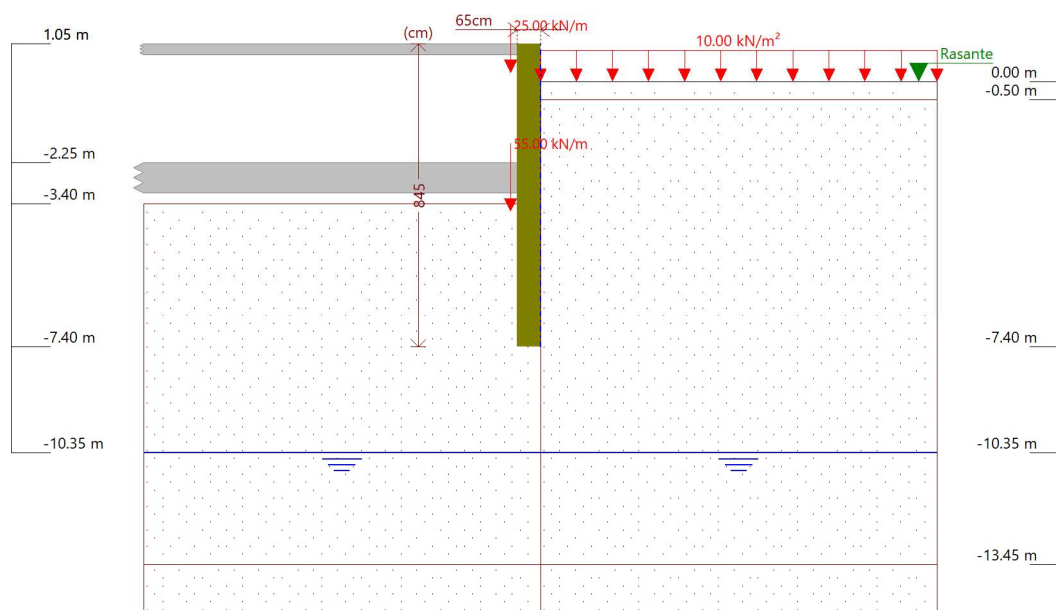 65cm
25.00 kN/m
1.05 m
(cm)
10.00 kN/m²
Rasante
0.00 m
-0.50 m
55.00 kN/m
-2.25 m
-3.40 m
845
-7.40 m
-7.40 m
-10.35 m
-10.35 m
-13.45 m